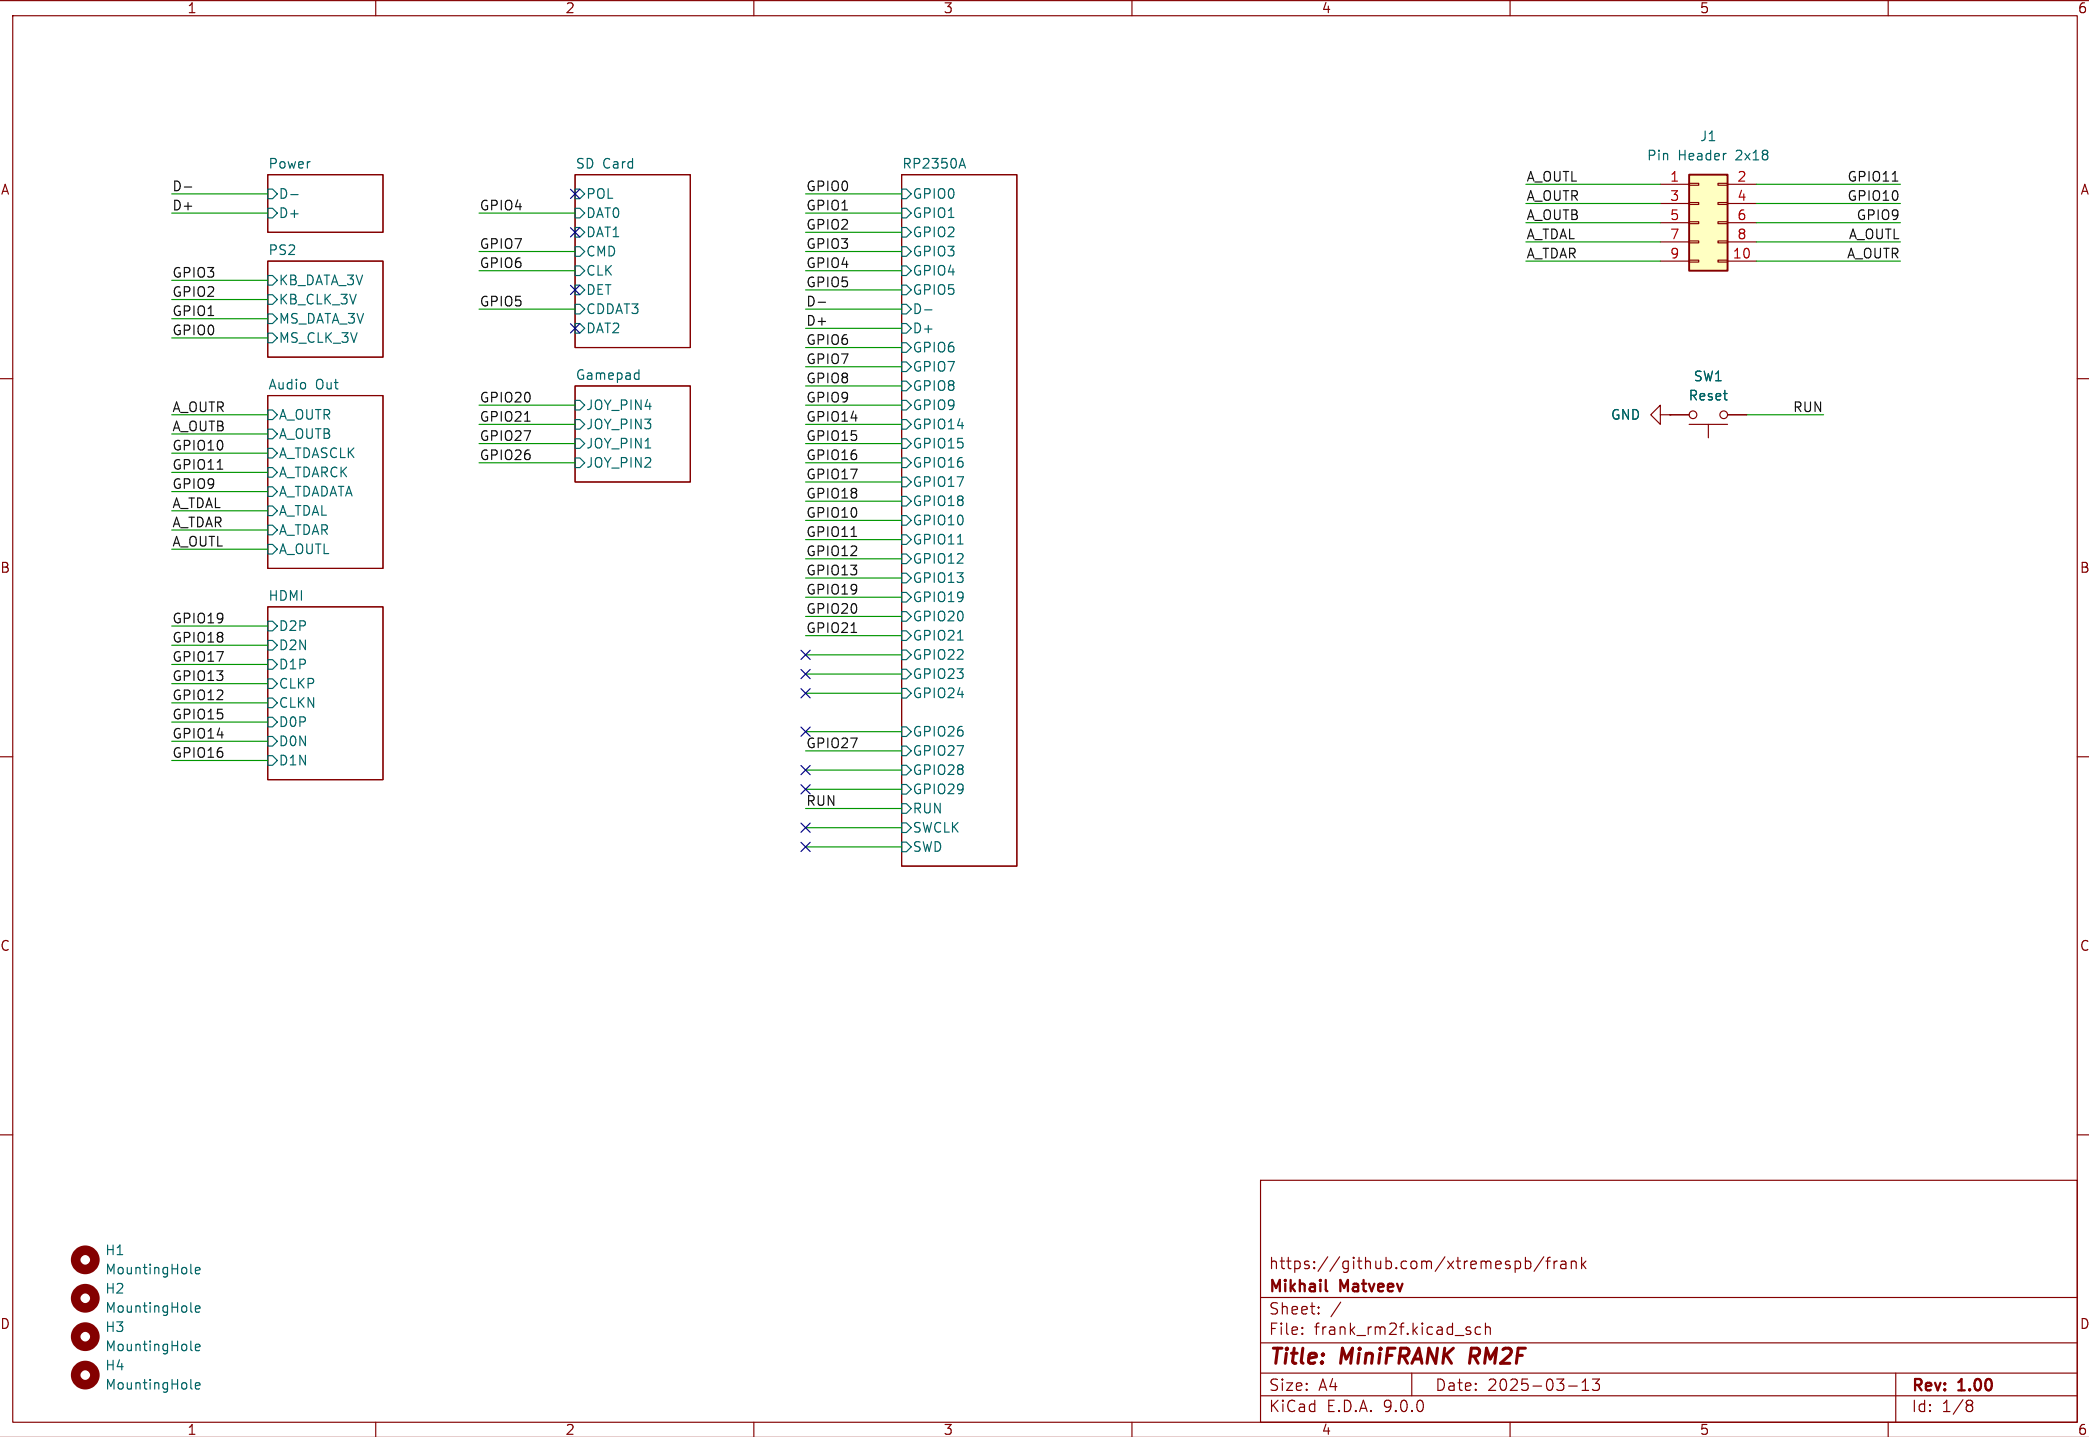 1 2 3 4 5 6
A
B
C
D
Power
D- D-
D+ D+
PS2
GPIO3 KB_DATA_3V
GPIO2 KB_CLK_3V
GPIO1 MS_DATA_3V
GPIO0 MS_CLK_3V
Audio Out
A_OUTR A_OUTR
A_OUTB A_OUTB
GPIO10 A_TDASCLK
GPIO11 A_TDARCK
GPIO9 A_TDADATA
A_TDAL A_TDAL
A_TDAR A_TDAR
A_OUTL A_OUTL
HDMI
GPIO19 D2P
GPIO18 D2N
GPIO17 D1P
GPIO13 CLKP
GPIO12 CLKN
GPIO15 D0P
GPIO14 D0N
GPIO16 D1N
SD Card
POL
GPIO4 DAT0
DAT1
GPIO7 CMD
GPIO6 CLK
DET
GPIO5 CDDAT3
DAT2
Gamepad
GPIO20 JOY_PIN4
GPIO21 JOY_PIN3
GPIO27 JOY_PIN1
GPIO26 JOY_PIN2
RP2350A
GPIO0 GPIO0
GPIO1 GPIO1
GPIO2 GPIO2
GPIO3 GPIO3
GPIO4 GPIO4
GPIO5 GPIO5
D- D-
D+ D+
GPIO6 GPIO6
GPIO7 GPIO7
GPIO8 GPIO8
GPIO9 GPIO9
GPIO14 GPIO14
GPIO15 GPIO15
GPIO16 GPIO16
GPIO17 GPIO17
GPIO18 GPIO18
GPIO10 GPIO10
GPIO11 GPIO11
GPIO12 GPIO12
GPIO13 GPIO13
GPIO19 GPIO19
GPIO20 GPIO20
GPIO21 GPIO21
GPIO22
GPIO23
GPIO24
GPIO26
GPIO27 GPIO27
GPIO28
GPIO29
RUN RUN
SWCLK
SWD
J1
Pin Header 2x18
A_OUTL 1 2 GPIO11
A_OUTR 3 4 GPIO10
A_OUTB 5 6 GPIO9
A_TDAL 7 8 A_OUTL
A_TDAR 9 10 A_OUTR
SW1
Reset
GND RUN
H1
MountingHole
H2
MountingHole
H3
MountingHole
H4
MountingHole
https://github.com/xtremespb/frank
Mikhail Matveev
Sheet: /
File: frank_rm2f.kicad_sch
Title: MiniFRANK RM2F
Size: A4 Date: 2025-03-13 Rev: 1.00
KiCad E.D.A. 9.0.0 Id: 1/8
A
B
C
D
1 2 3 4 5 6